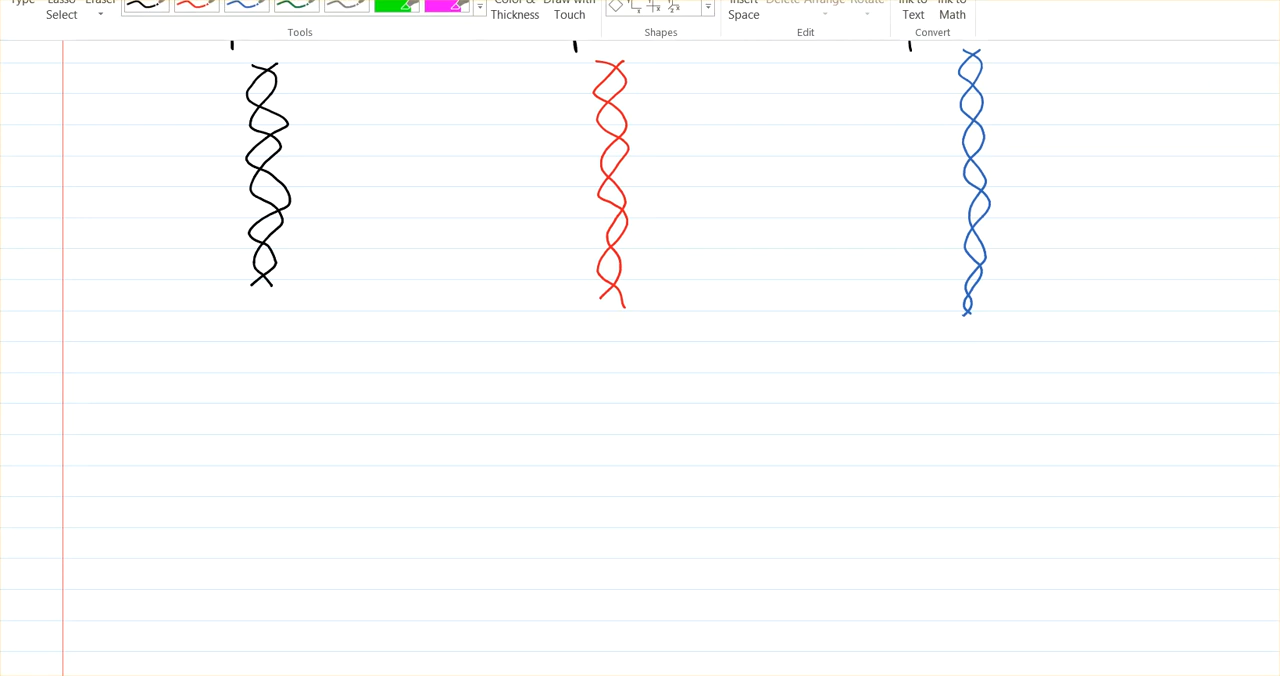 Type Lasso Eraser Color & Draw with Insert Delete Arrange Rotate Ink to Ink to
Select Thickness Touch Space Text Math
Tools Shapes Edit Convert